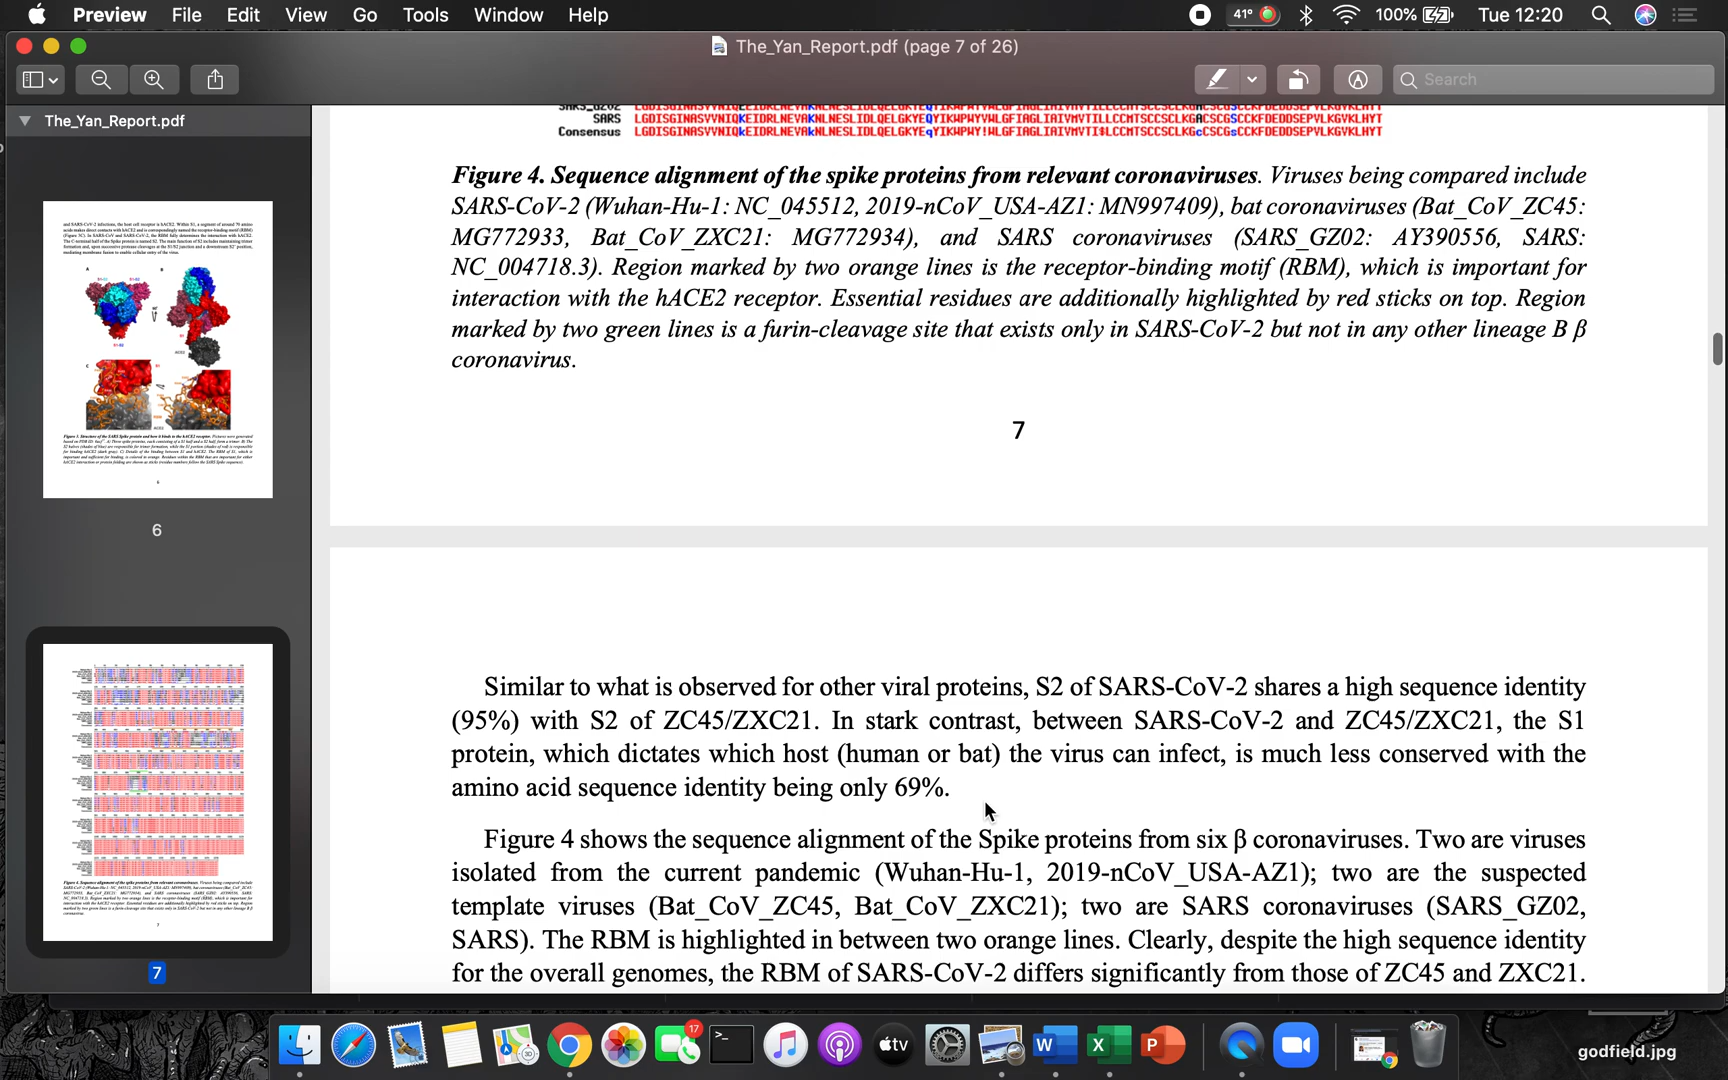 Preview File Edit View Go Tools Window Help 41° 100% Tue 12:20
The_Yan_Report.pdf (page 7 of 26)
Search
The_Yan_Report.pdf
6
7
SARS
Consensus
Figure 4. Sequence alignment of the spike proteins from relevant coronaviruses. Viruses being compared include
SARS-CoV-2 (Wuhan-Hu-1: NC_045512, 2019-nCoV_USA-AZ1: MN997409), bat coronaviruses (Bat_CoV_ZC45:
MG772933, Bat_CoV_ZXC21: MG772934), and SARS coronaviruses (SARS_GZ02: AY390556, SARS:
NC_004718.3). Region marked by two orange lines is the receptor-binding motif (RBM), which is important for
interaction with the hACE2 receptor. Essential residues are additionally highlighted by red sticks on top. Region
marked by two green lines is a furin-cleavage site that exists only in SARS-CoV-2 but not in any other lineage B β
coronavirus.
7
Similar to what is observed for other viral proteins, S2 of SARS-CoV-2 shares a high sequence identity
(95%) with S2 of ZC45/ZXC21. In stark contrast, between SARS-CoV-2 and ZC45/ZXC21, the S1
protein, which dictates which host (human or bat) the virus can infect, is much less conserved with the
amino acid sequence identity being only 69%.
Figure 4 shows the sequence alignment of the Spike proteins from six β coronaviruses. Two are viruses
isolated from the current pandemic (Wuhan-Hu-1, 2019-nCoV_USA-AZ1); two are the suspected
template viruses (Bat_CoV_ZC45, Bat_CoV_ZXC21); two are SARS coronaviruses (SARS_GZ02,
SARS). The RBM is highlighted in between two orange lines. Clearly, despite the high sequence identity
for the overall genomes, the RBM of SARS-CoV-2 differs significantly from those of ZC45 and ZXC21.
17
tv
W
X
P
godfield.jpg